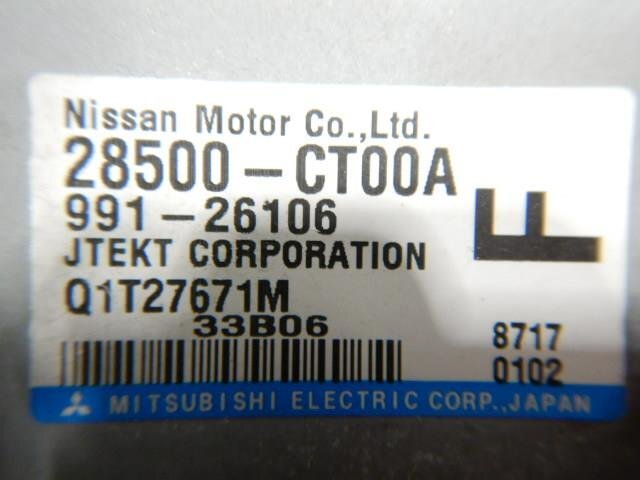 Nissan Motor Co.,Ltd.
28500-CT00A
991-26106
JTEKT CORPORATION
Q1T27671M
33B06
F
8717
0102
MITSUBISHI ELECTRIC CORP.,JAPAN